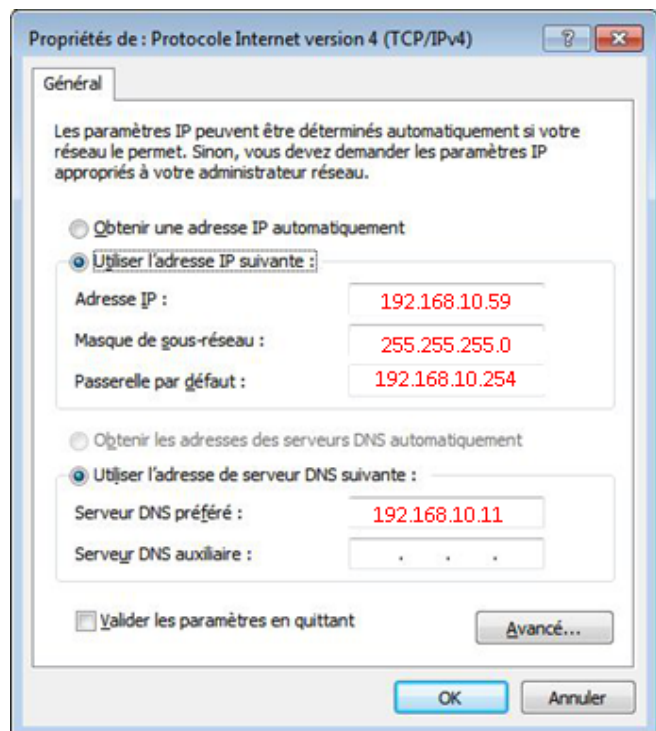 Propriétés de : Protocole Internet version 4 (TCP/IPv4)
Général
Les paramètres IP peuvent être déterminés automatiquement si votre
réseau le permet. Sinon, vous devez demander les paramètres IP
appropriés à votre administrateur réseau.
Obtenir une adresse IP automatiquement
Utiliser l'adresse IP suivante :
Adresse IP : 192.168.10.59
Masque de sous-réseau : 255.255.255.0
Passerelle par défaut : 192.168.10.254
Obtenir les adresses des serveurs DNS automatiquement
Utiliser l'adresse de serveur DNS suivante :
Serveur DNS préféré : 192.168.10.11
Serveur DNS auxiliaire : . . .
Valider les paramètres en quittant
Avancé...
OK Annuler